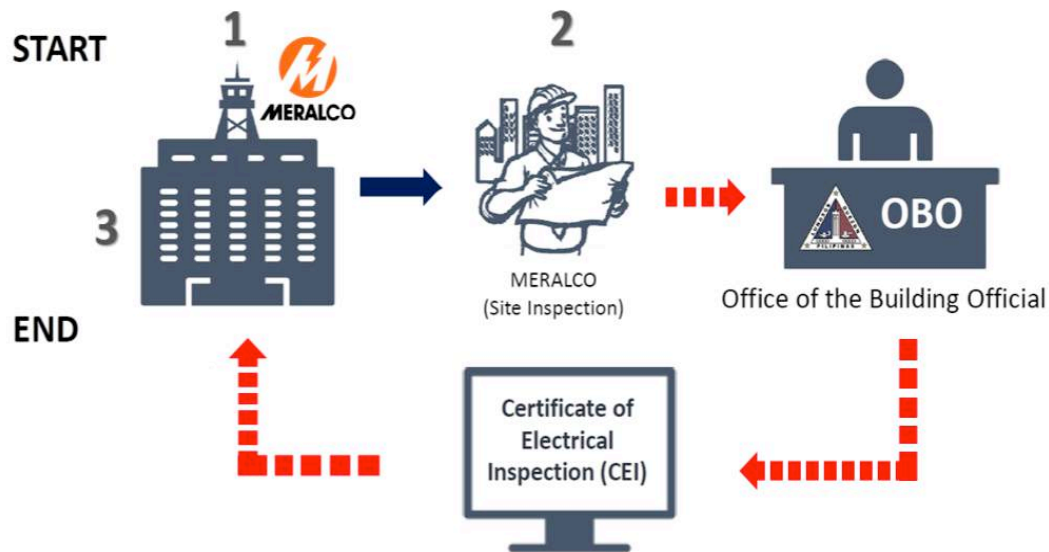 START
1
MERALCO
2
3
OBO
PILIPINAS
MERALCO
(Site Inspection)
Office of the Building Official
END
Certificate of
Electrical
Inspection (CEI)